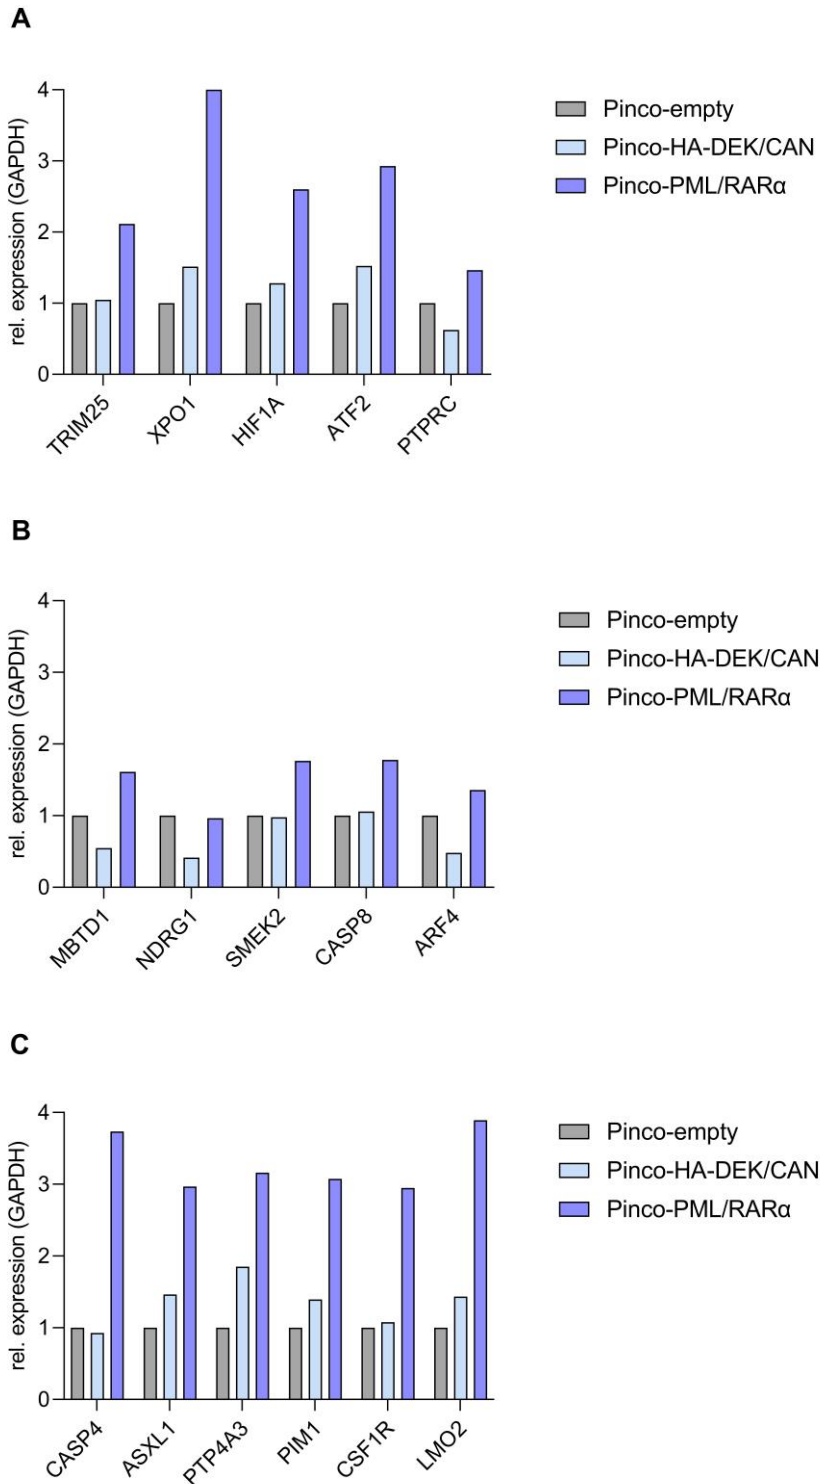 A
rel. expression (GAPDH)
4
3
2
1
0
TRIM25
XPO1
HIF1A
ATF2
PTPRC
Pinco-empty
Pinco-HA-DEK/CAN
Pinco-PML/RARα
B
rel. expression (GAPDH)
4
3
2
1
0
MBTD1
NDRG1
SMEK2
CASP8
ARF4
Pinco-empty
Pinco-HA-DEK/CAN
Pinco-PML/RARα
C
rel. expression (GAPDH)
4
3
2
1
0
CASP4
ASXL1
PTP4A3
PIM1
CSF1R
LMO2
Pinco-empty
Pinco-HA-DEK/CAN
Pinco-PML/RARα